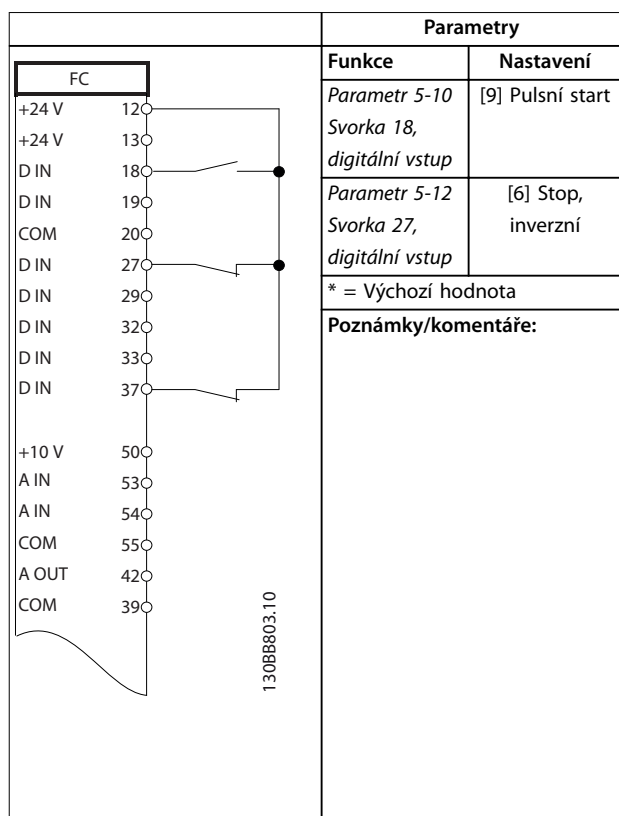 FC
+24 V 12
+24 V 13
D IN 18
D IN 19
COM 20
D IN 27
D IN 29
D IN 32
D IN 33
D IN 37
+10 V 50
A IN 53
A IN 54
COM 55
A OUT 42
COM 39
130BB803.10
Parametry
Funkce Nastavení
Parametr 5-10 [9] Pulsní start
Svorka 18,
digitální vstup
Parametr 5-12 [6] Stop,
Svorka 27, inverzní
digitální vstup
* = Výchozí hodnota
Poznámky/komentáře: